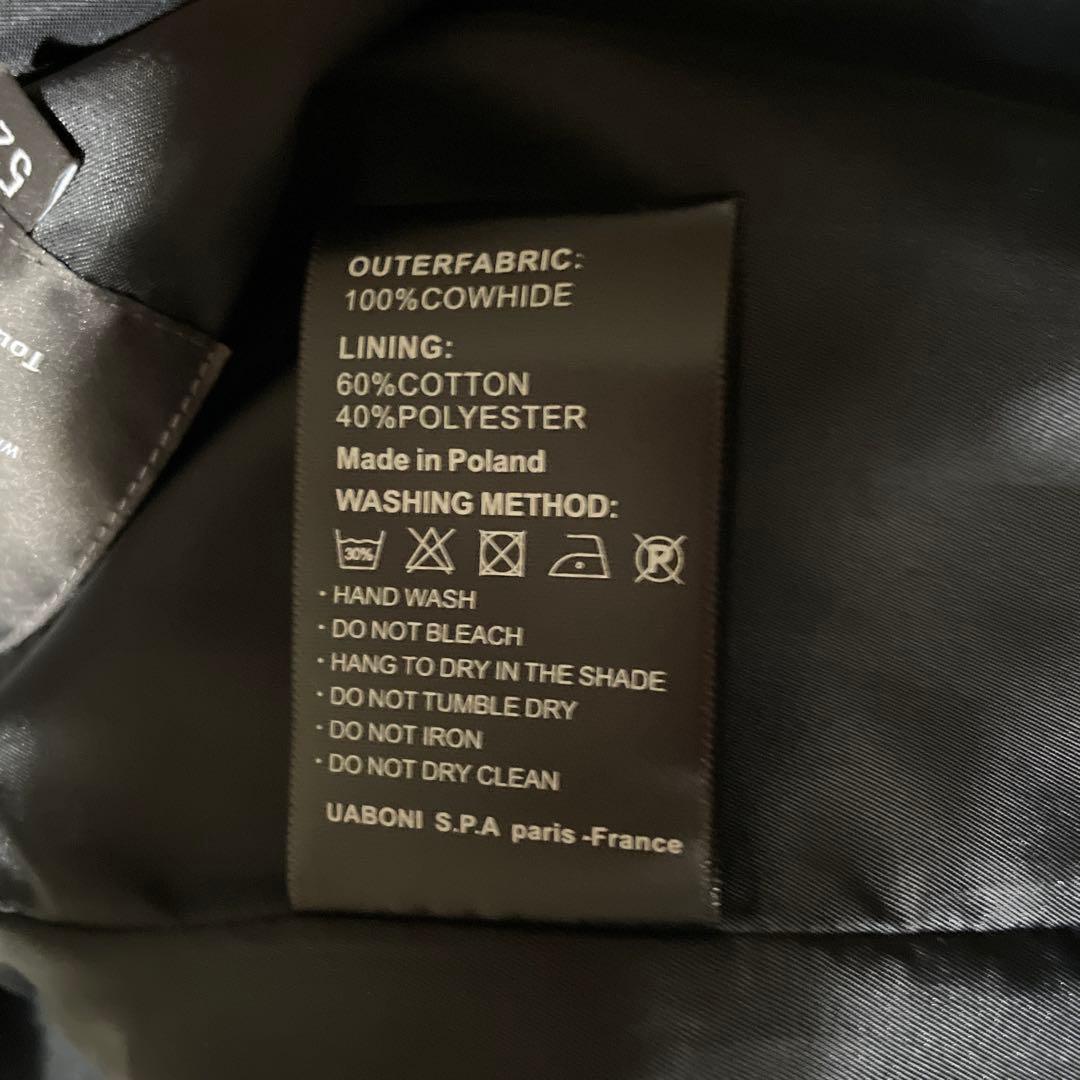 52
TOU
W
OUTERFABRIC:
100%COWHIDE
LINING:
60%COTTON
40%POLYESTER
Made in Poland
WASHING METHOD:
30%
P
· HAND WASH
· DO NOT BLEACH
· HANG TO DRY IN THE SHADE
· DO NOT TUMBLE DRY
· DO NOT IRON
· DO NOT DRY CLEAN
UABONI S.P.A paris -France